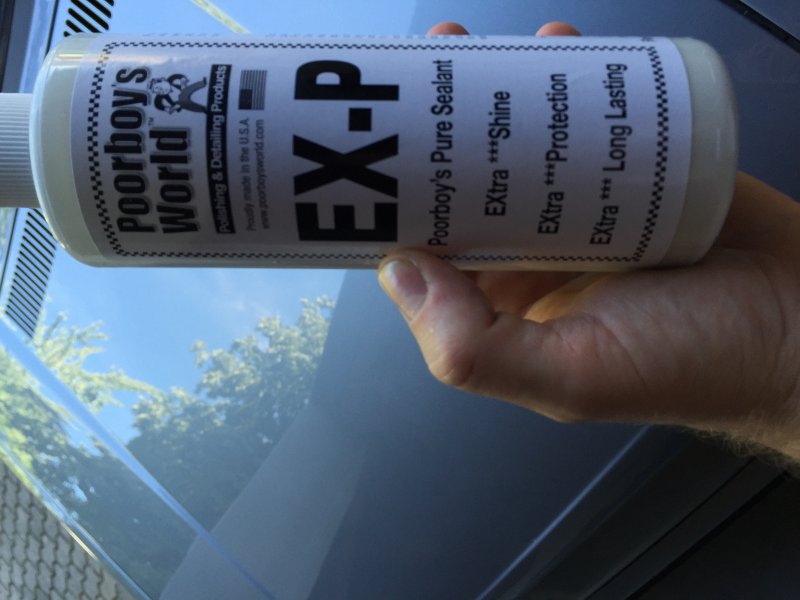 Poorboy's
World™
Polishing & Detailing Products
Proudly made in the U.S.A.
www.poorboysworld.com
EX-P
Poorboy's Pure Sealant
EXtra ***Shine
EXtra ***Protection
EXtra *** Long Lasting